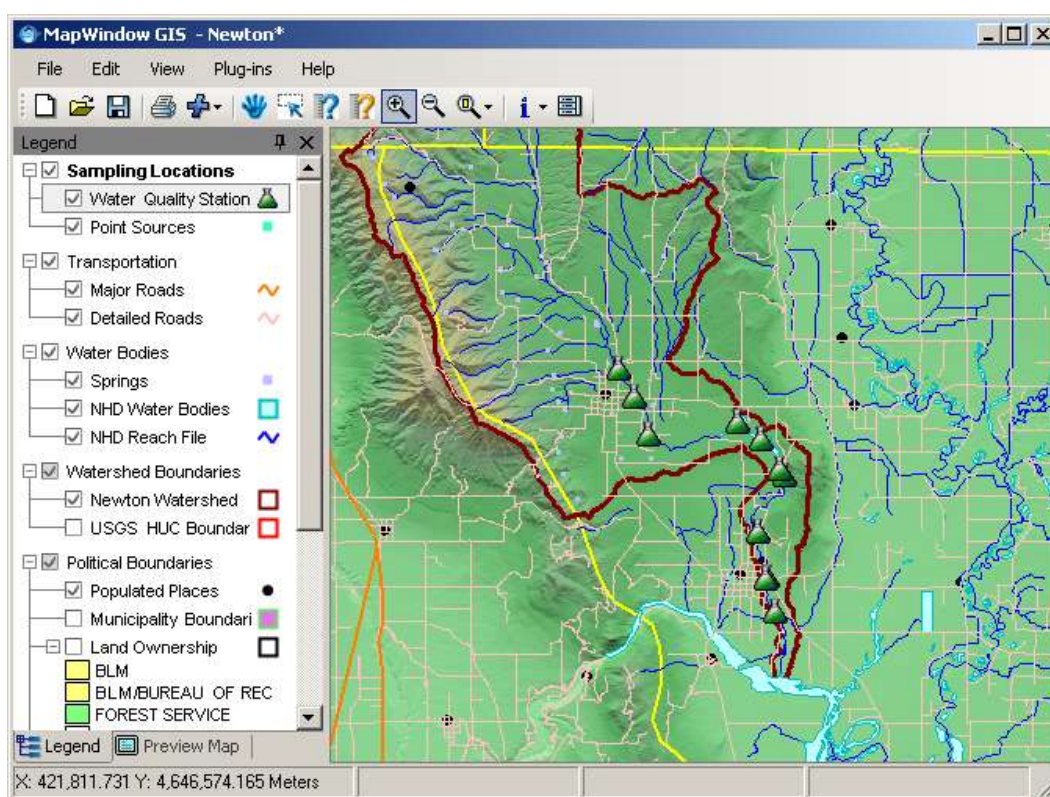 MapWindow GIS - Newton*
File Edit View Plug-ins Help
Legend
Sampling Locations
Water Quality Station
Point Sources
Transportation
Major Roads
Detailed Roads
Water Bodies
Springs
NHD Water Bodies
NHD Reach File
Watershed Boundaries
Newton Watershed
USGS HUC Boundar
Political Boundaries
Populated Places
Municipality Boundari
Land Ownership
BLM
BLM/BUREAU OF REC
FOREST SERVICE
Legend Preview Map
X: 421,811.731 Y: 4,646,574.165 Meters